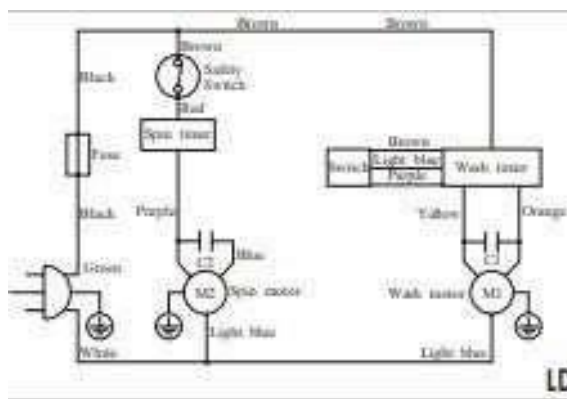 Brown
Brown
Brown
Black
Safety
Switch
Red
Spin timer
Fuse
Brown
Switch
Light blue
Purple
Wash timer
Black
Purple
Yellow
Orange
Green
C2
Blue
C1
M2
Spin motor
Wash motor
M1
Light blue
White
Light blue
LD